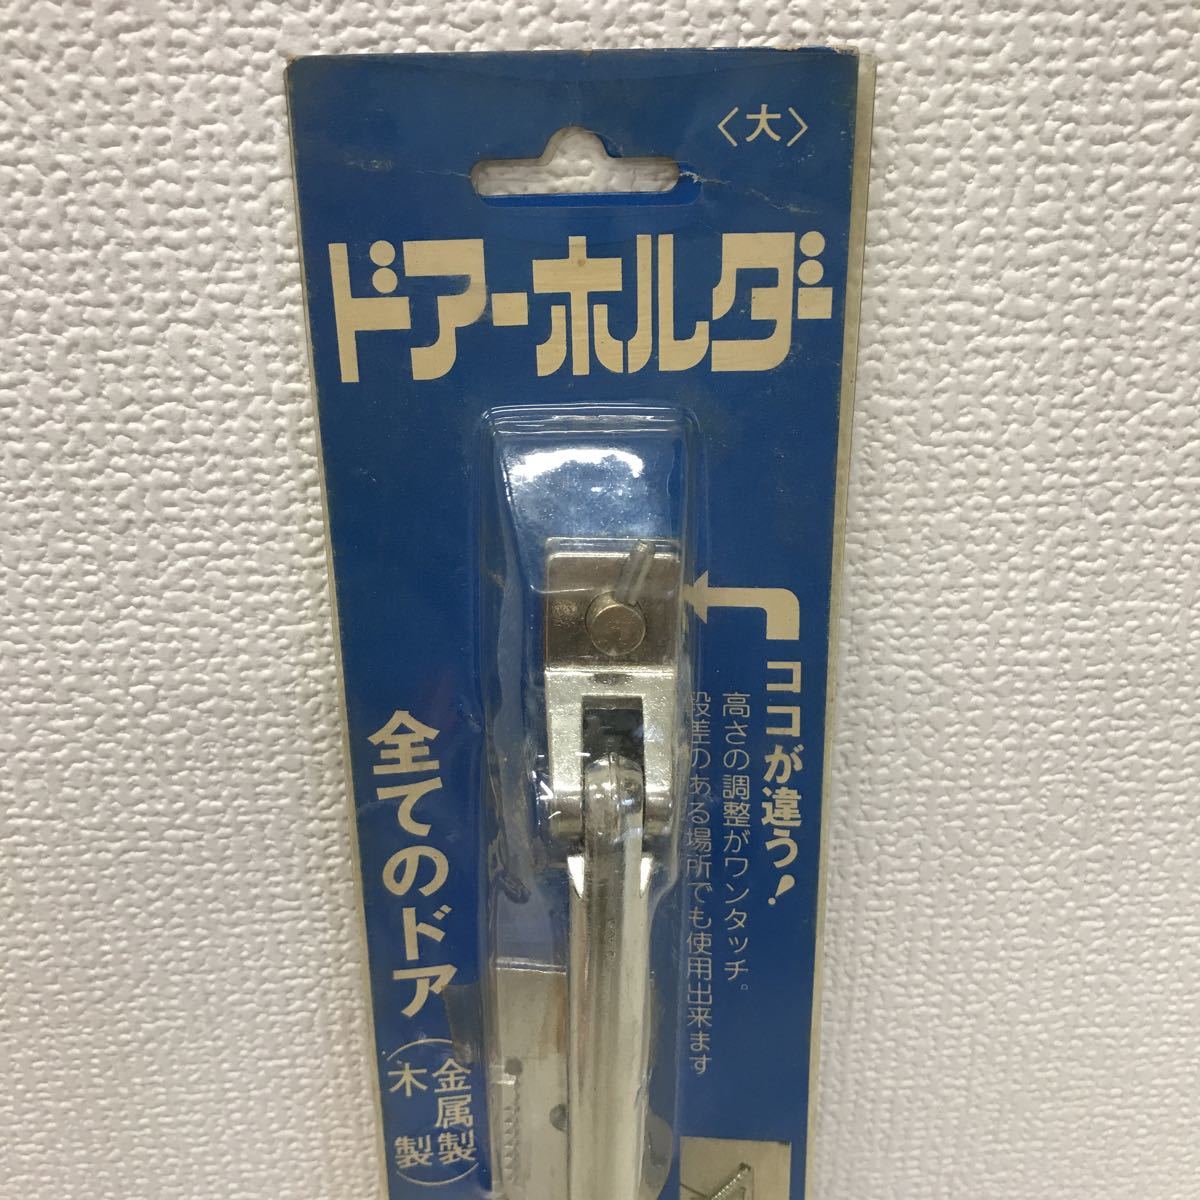 〈大〉
ドアーホルダー
ココが違う!
高さの調整がワンタッチ。
段差のある場所でも使用出来ます
全てのドア
(金属製
木 製)